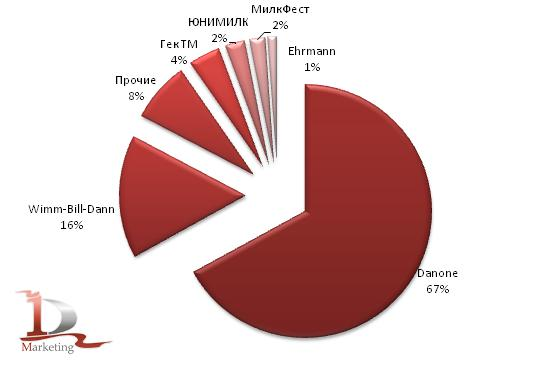 МилкФест
2%
ЮНИМИЛК
2%
ГекТМ
4%
Ehrmann
1%
Прочие
8%
Wimm-Bill-Dann
16%
Danone
67%
1D
Marketing